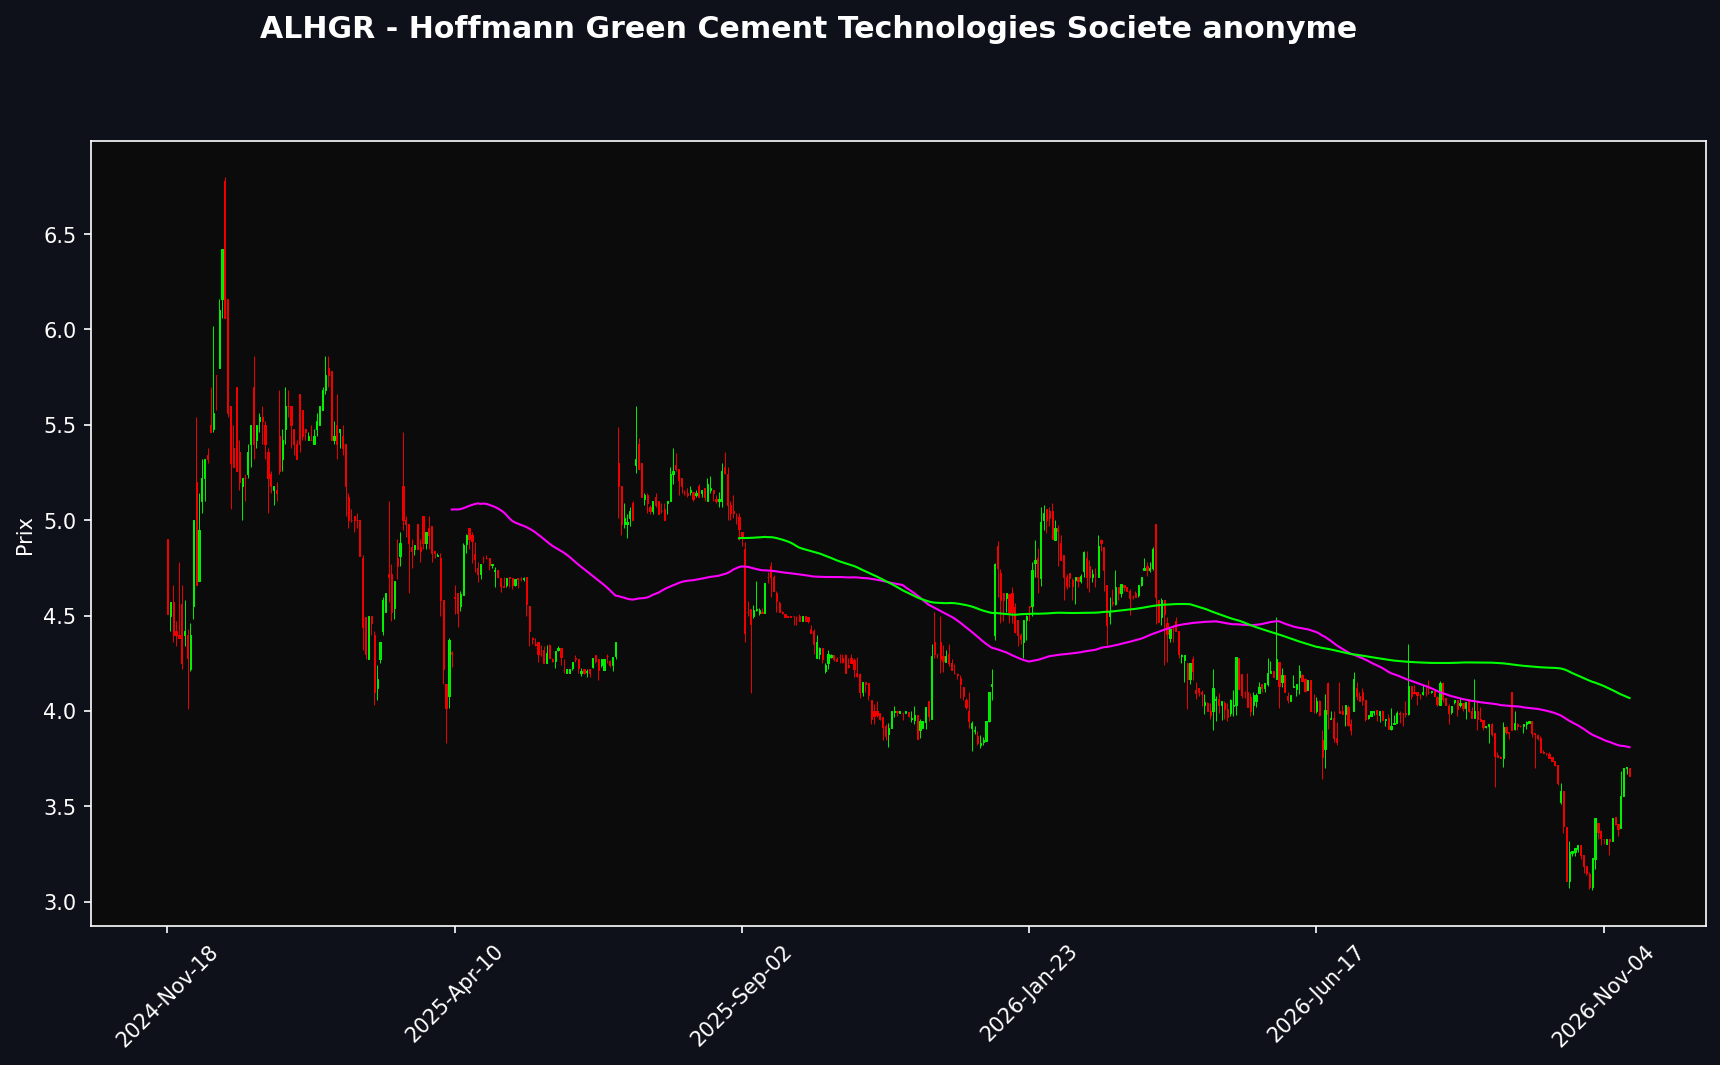 ALHGR - Hoffmann Green Cement Technologies Societe anonyme
Prix
6.5
6.0
5.5
5.0
4.5
4.0
3.5
3.0
2024-Nov-18
2025-Apr-10
2025-Sep-02
2026-Jan-23
2026-Jun-17
2026-Nov-04